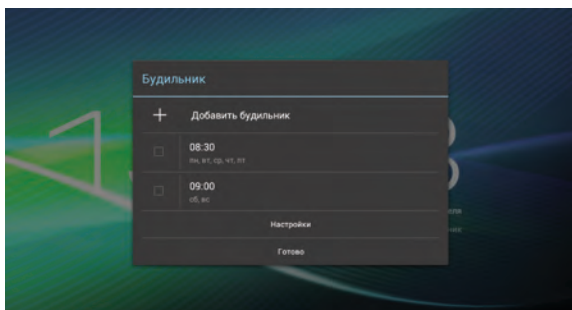 Будильник
Добавить будильник
08:30
пн, вт, ср, чт, пт
09:00
сб, вс
Настройки
Готово